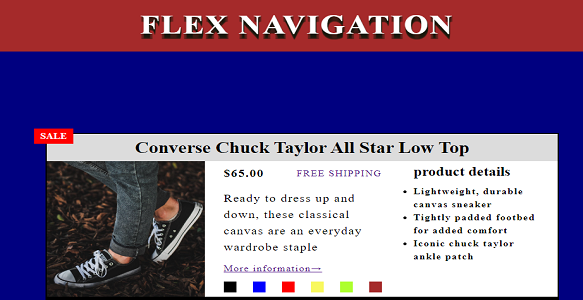 FLEX NAVIGATION
SALE
Converse Chuck Taylor All Star Low Top
$65.00 FREE SHIPPING
Ready to dress up and
down, these classical
canvas are an everyday
wardrobe staple
More information→
product details
• Lightweight, durable
canvas sneaker
• Tightly padded footbed
for added comfort
• Iconic chuck taylor
ankle patch